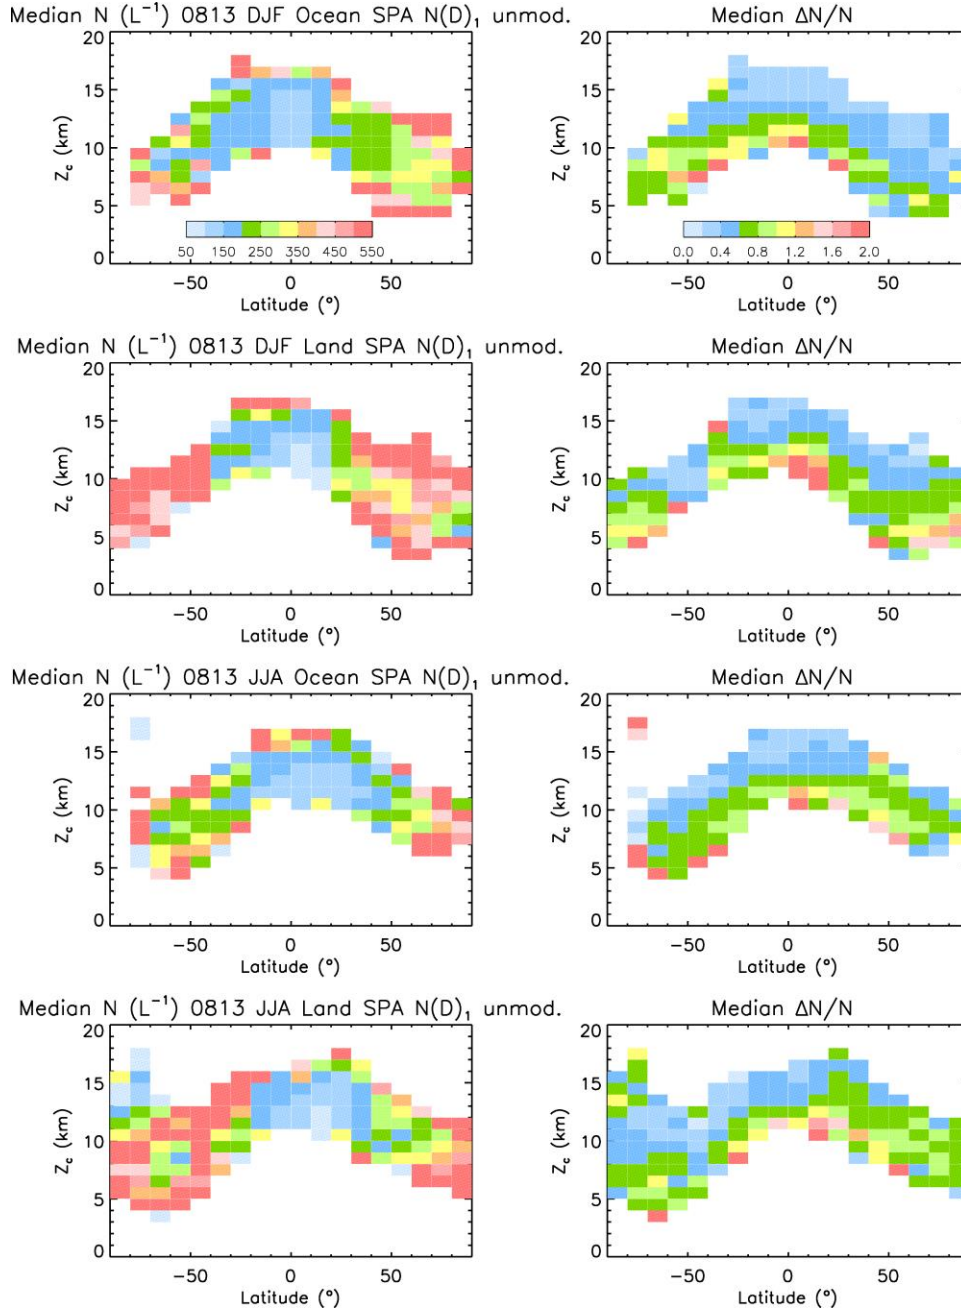 Median N (L⁻¹) 0813 DJF Ocean SPA N(D)₁ unmod.
Median ΔN/N
20
15
10
5
0
Z꜀ (km)
50 150 250 350 450 550
−50 0 50
Latitude (°)
20
15
10
5
0
Z꜀ (km)
0.0 0.4 0.8 1.2 1.6 2.0
−50 0 50
Latitude (°)
Median N (L⁻¹) 0813 DJF Land SPA N(D)₁ unmod.
Median ΔN/N
20
15
10
5
0
Z꜀ (km)
−50 0 50
Latitude (°)
20
15
10
5
0
Z꜀ (km)
−50 0 50
Latitude (°)
Median N (L⁻¹) 0813 JJA Ocean SPA N(D)₁ unmod.
Median ΔN/N
20
15
10
5
0
Z꜀ (km)
−50 0 50
Latitude (°)
20
15
10
5
0
Z꜀ (km)
−50 0 50
Latitude (°)
Median N (L⁻¹) 0813 JJA Land SPA N(D)₁ unmod.
Median ΔN/N
20
15
10
5
0
Z꜀ (km)
−50 0 50
Latitude (°)
20
15
10
5
0
Z꜀ (km)
−50 0 50
Latitude (°)